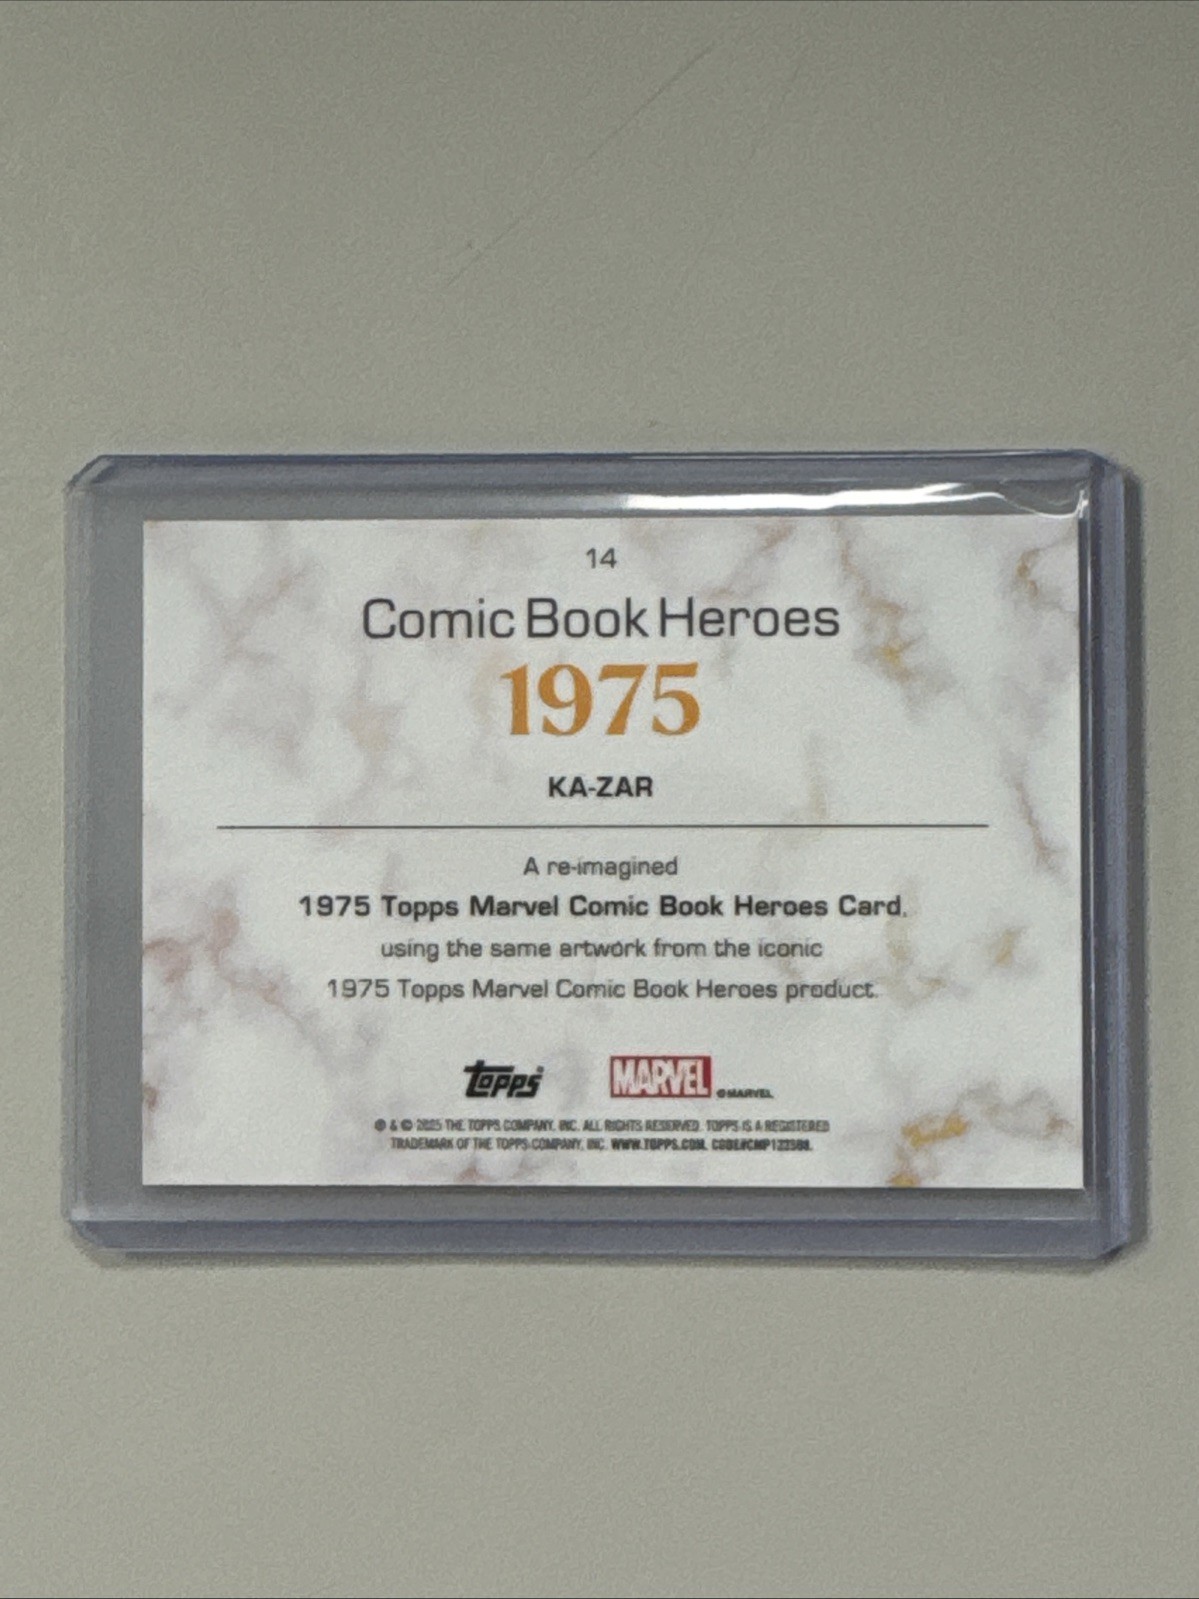 14
Comic Book Heroes
1975
KA-ZAR
A re-imagined
1975 Topps Marvel Comic Book Heroes Card,
using the same artwork from the iconic
1975 Topps Marvel Comic Book Heroes product.
topps® MARVEL © MARVEL
® & © 2025 THE TOPPS COMPANY, INC. ALL RIGHTS RESERVED. TOPPS IS A REGISTERED
TRADEMARK OF THE TOPPS COMPANY, INC. WWW.TOPPS.COM.